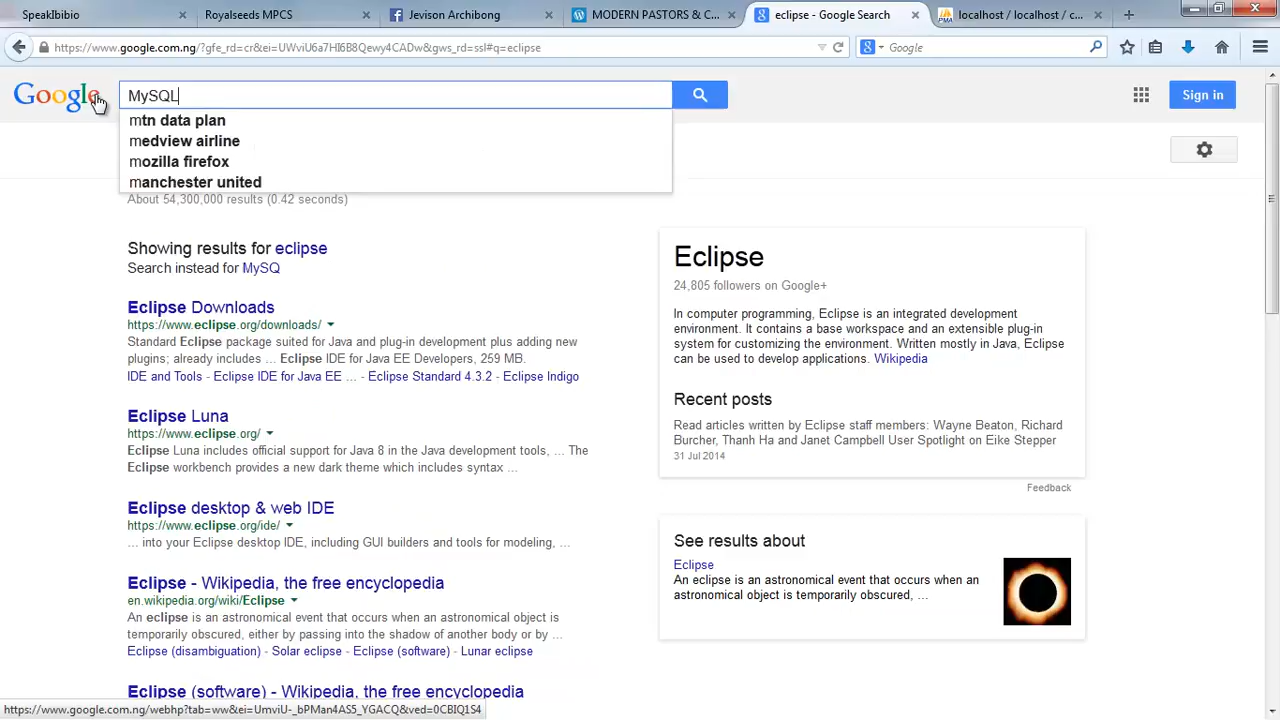 SpeakIbibio
Royalseeds MPCS
Jevison Archibong
MODERN PASTORS & C...
eclipse - Google Search
localhost / localhost / c...
https://www.google.com.ng/?gfe_rd=cr&ei=UWviU6a7HI6B8Qewy4CADw&gws_rd=ssl#q=eclipse
Google
Google
MySQL
Sign in
mtn data plan
medview airline
mozilla firefox
manchester united
About 54,300,000 results (0.42 seconds)
Showing results for eclipse
Search instead for MySQ
Eclipse Downloads
https://www.eclipse.org/downloads/
Standard Eclipse package suited for Java and plug-in development plus adding new
plugins; already includes ... Eclipse IDE for Java EE Developers, 259 MB.
IDE and Tools - Eclipse IDE for Java EE ... - Eclipse Standard 4.3.2 - Eclipse Indigo
Eclipse Luna
https://www.eclipse.org/
Eclipse Luna includes official support for Java 8 in the Java development tools, ... The
Eclipse workbench provides a new dark theme which includes syntax ...
Eclipse desktop & web IDE
https://www.eclipse.org/ide/
... into your Eclipse desktop IDE, including GUI builders and tools for modeling, ...
Eclipse - Wikipedia, the free encyclopedia
en.wikipedia.org/wiki/Eclipse
An eclipse is an astronomical event that occurs when an astronomical object is
temporarily obscured, either by passing into the shadow of another body or by ...
Eclipse (disambiguation) - Solar eclipse - Eclipse (software) - Lunar eclipse
Eclipse (software) - Wikipedia, the free encyclopedia
Eclipse
24,805 followers on Google+
In computer programming, Eclipse is an integrated development
environment. It contains a base workspace and an extensible plug-in
system for customizing the environment. Written mostly in Java, Eclipse
can be used to develop applications. Wikipedia
Recent posts
Read articles written by Eclipse staff members: Wayne Beaton, Richard
Burcher, Thanh Ha and Janet Campbell User Spotlight on Eike Stepper
31 Jul 2014
Feedback
See results about
Eclipse
An eclipse is an astronomical event that occurs when an
astronomical object is temporarily obscured, ...
https://www.google.com.ng/webhp?tab=ww&ei=UmviU-_bPMan4AS5_YGACQ&ved=0CBIQ1S4